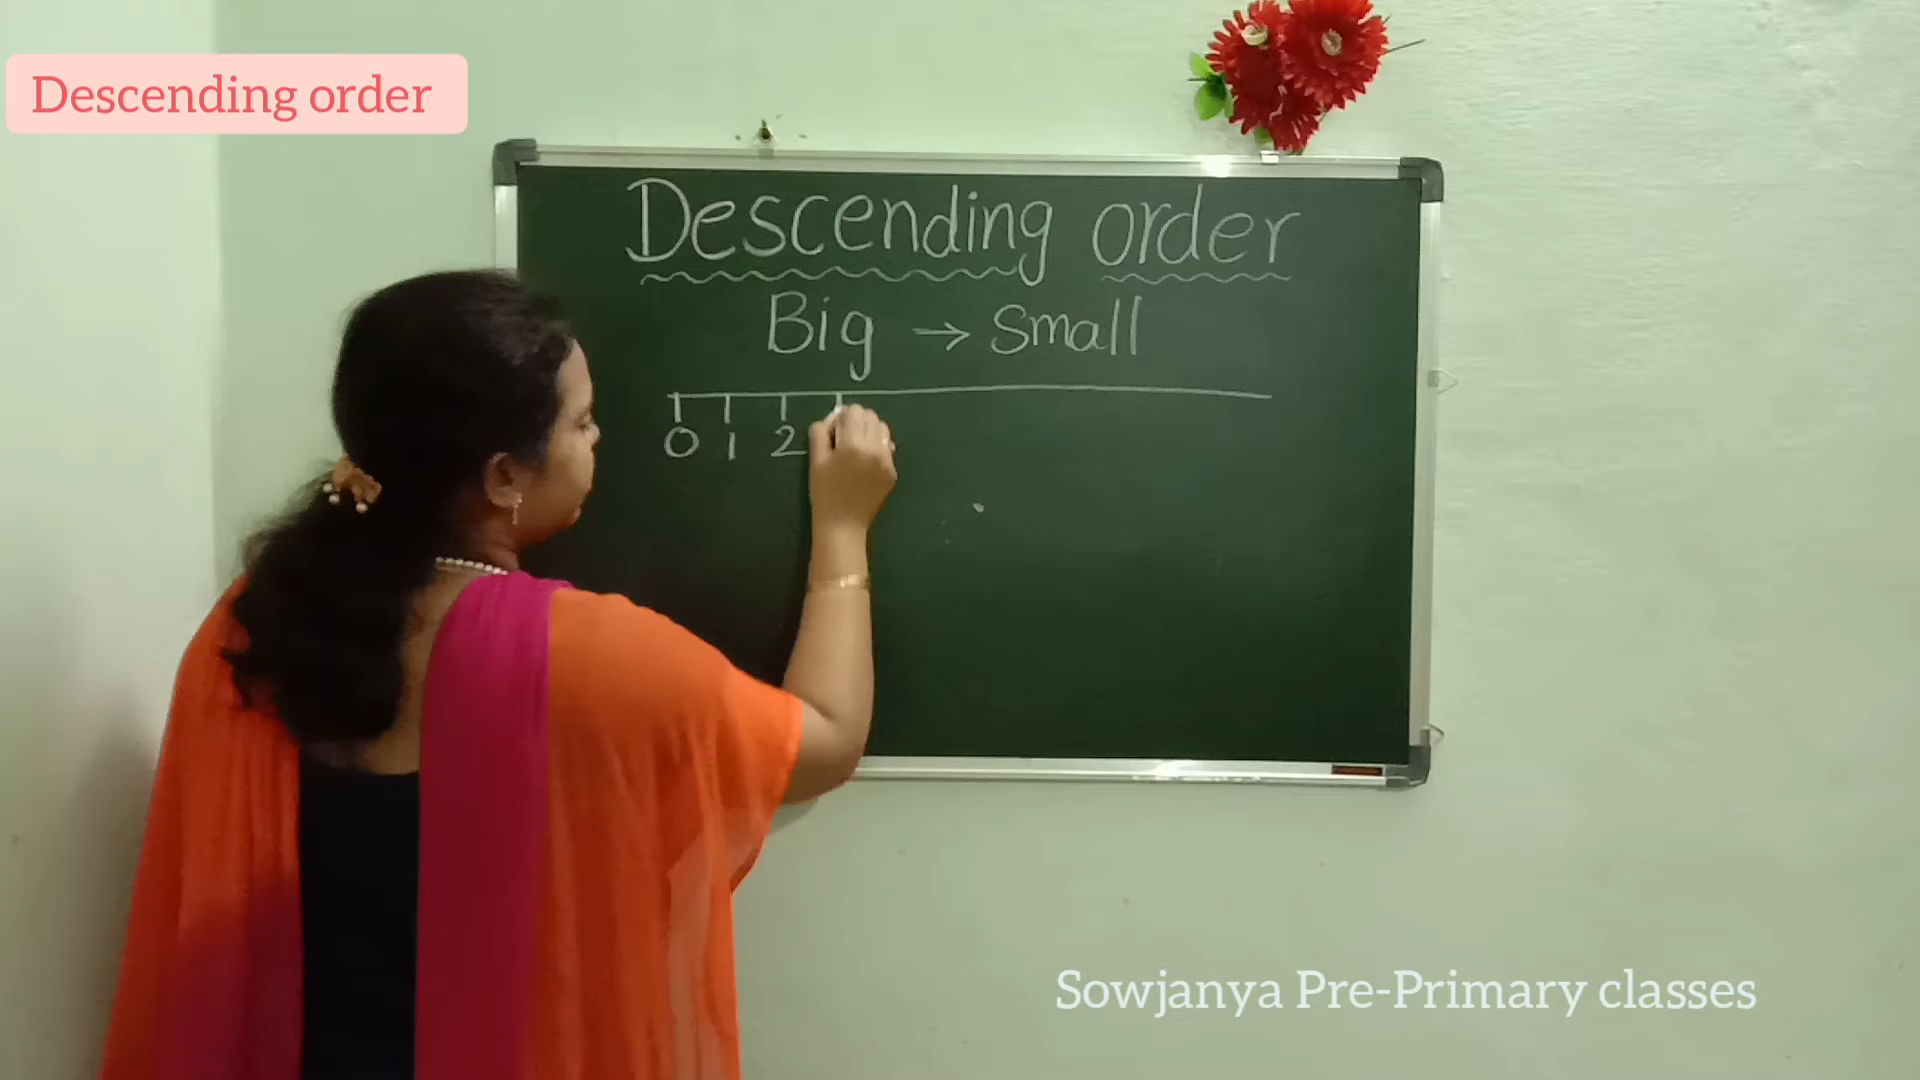 Descending order
Descending order
Big → Small
0 1 2
Sowjanya Pre-Primary classes